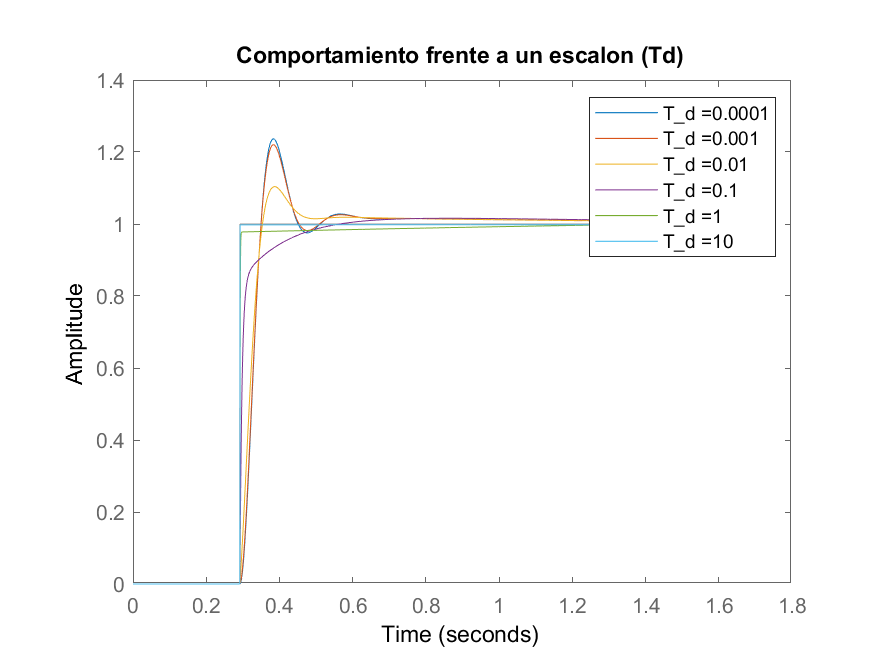 Comportamiento frente a un escalon (Td)
1.4
1.2
1
0.8
0.6
0.4
0.2
0
Amplitude
T_d =0.0001
T_d =0.001
T_d =0.01
T_d =0.1
T_d =1
T_d =10
0 0.2 0.4 0.6 0.8 1 1.2 1.4 1.6 1.8
Time (seconds)